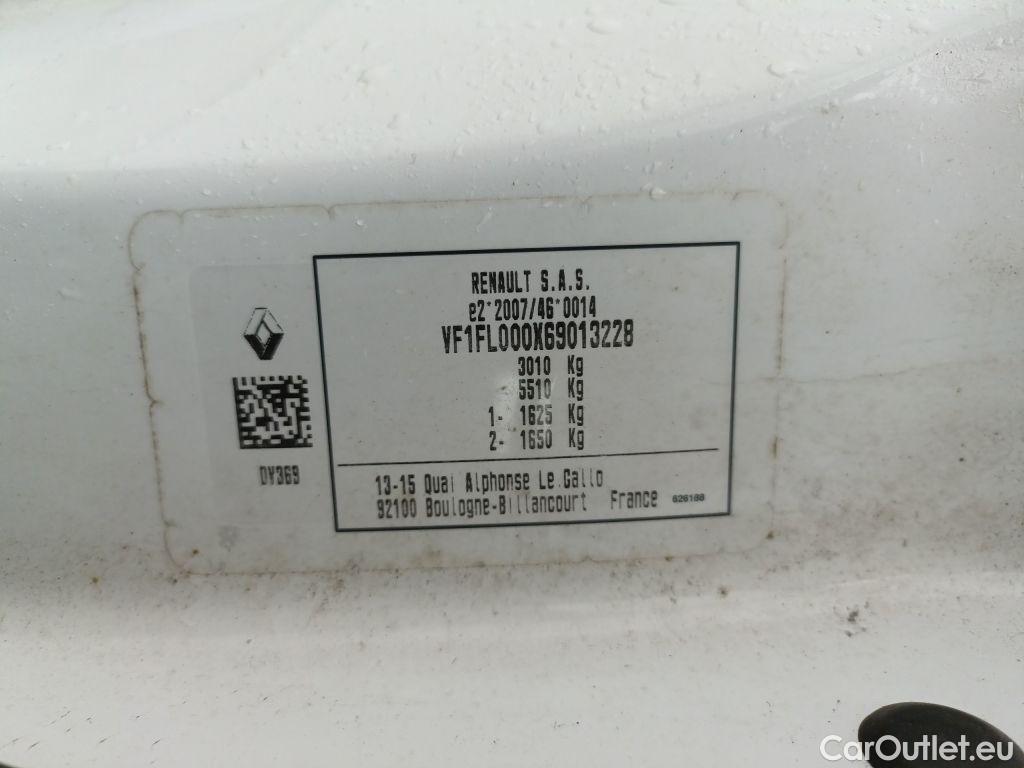 RENAULT S.A.S.
e2*2007/46*0014
VF1FL000X69013228
3010 Kg
5510 Kg
1- 1625 Kg
2- 1650 Kg
DV369
13-15 Quai Alphonse Le Gallo
92100 Boulogne-Billancourt France
626188
CarOutlet.eu